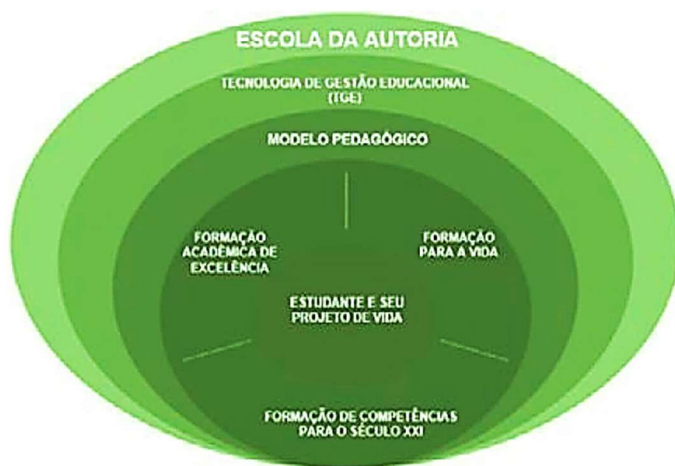 ESCOLA DA AUTORIA
TECNOLOGIA DE GESTÃO EDUCACIONAL
(TGE)
MODELO PEDAGÓGICO
FORMAÇÃO
ACADÊMICA DE
EXCELÊNCIA
FORMAÇÃO
PARA A VIDA
ESTUDANTE E SEU
PROJETO DE VIDA
FORMAÇÃO DE COMPETÊNCIAS
PARA O SÉCULO XXI